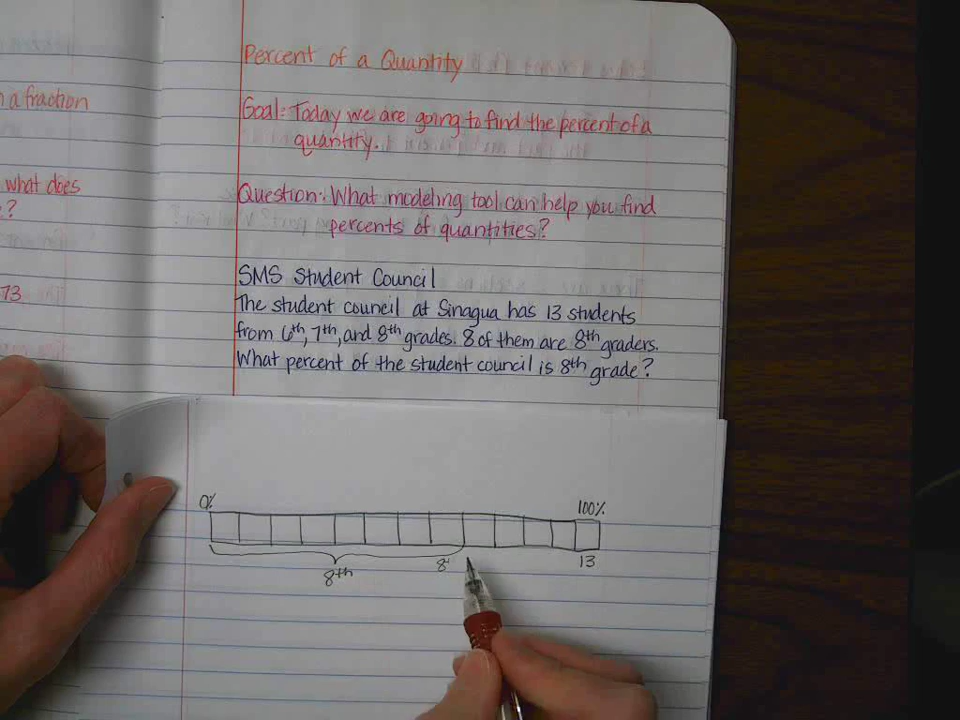 n a fraction
what does
?
73
Percent of a Quantity
Goal: Today we are going to find the percent of a
quantity.
Question: What modeling tool can help you find
percents of quantities?
SMS Student Council
The student council at Sinagua has 13 students
from 6th, 7th, and 8th grades. 8 of them are 8th graders.
What percent of the student council is 8th grade?
0% 100%
8th 8 13